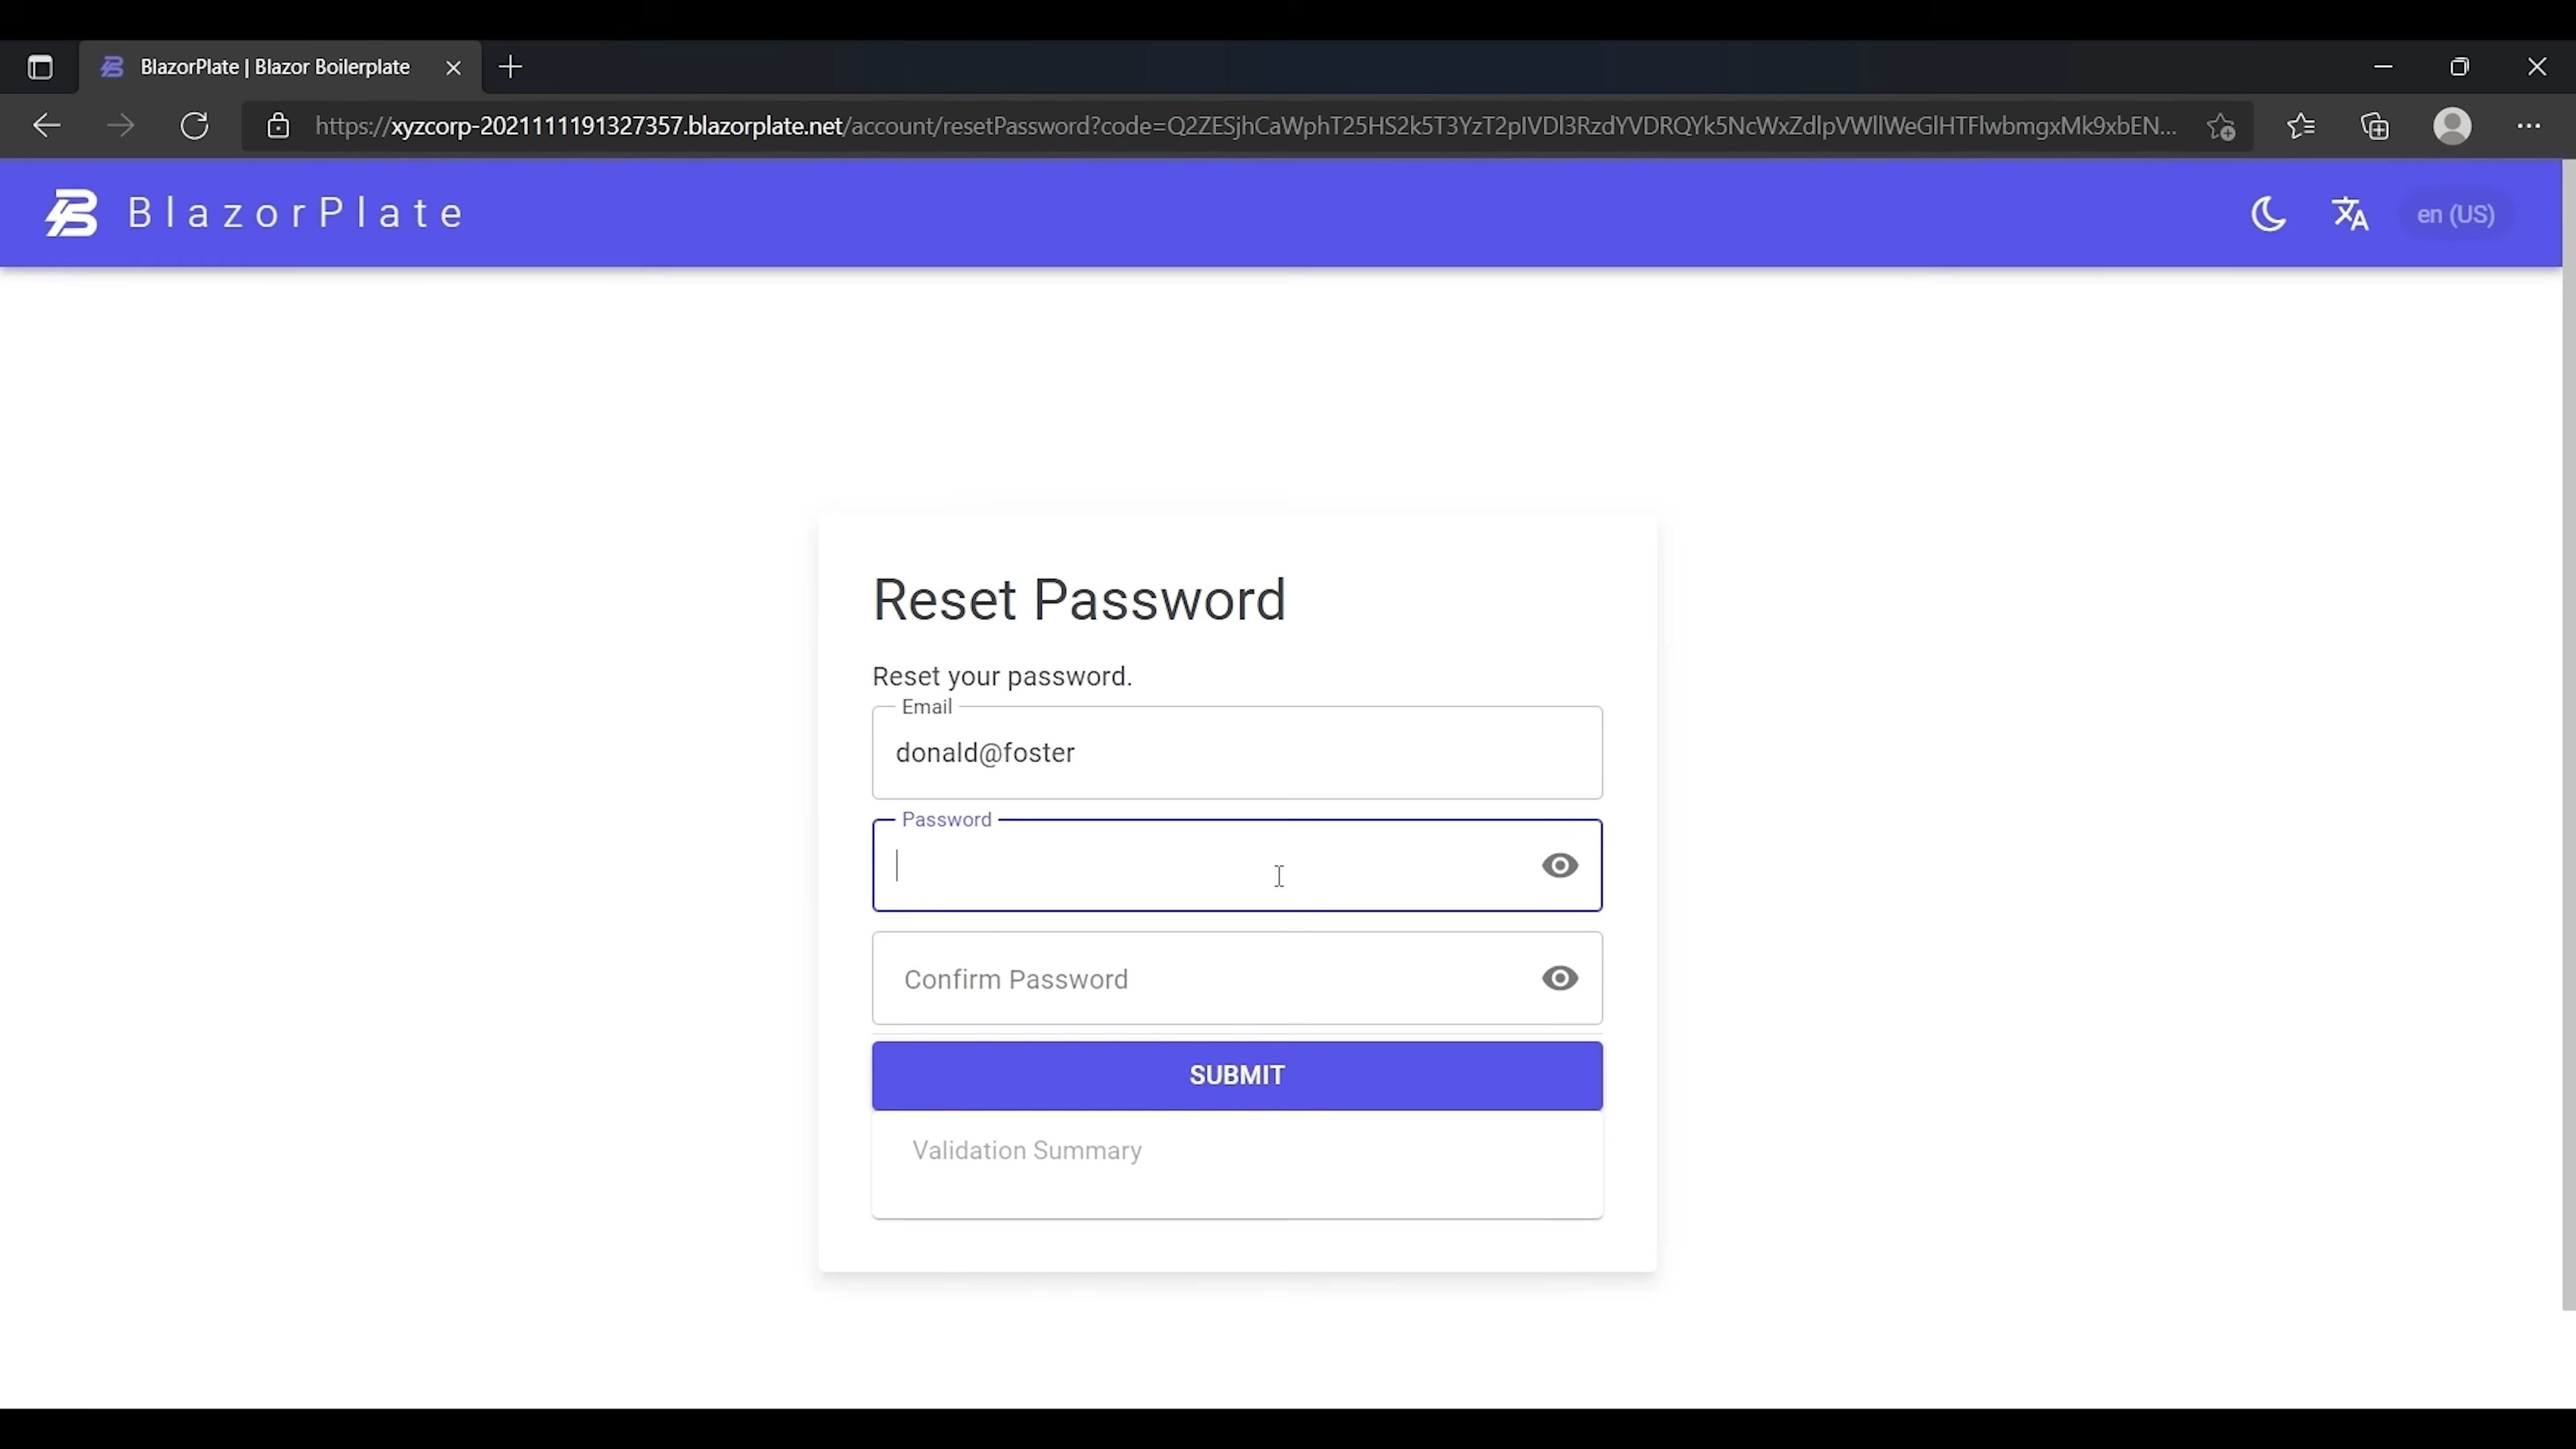 BlazorPlate | Blazor Boilerplate
https://xyzcorp-2021111191327357.blazorplate.net/account/resetPassword?code=Q2ZESjhCaWphT25HS2k5T3YzT2pIVDl3RzdYVDRQYk5NcWxZdlpVWllWeGlHTFlwbmgxMk9xbEN...
BlazorPlate
en (US)
Reset Password
Reset your password.
Email
donald@foster
Password
Confirm Password
SUBMIT
Validation Summary